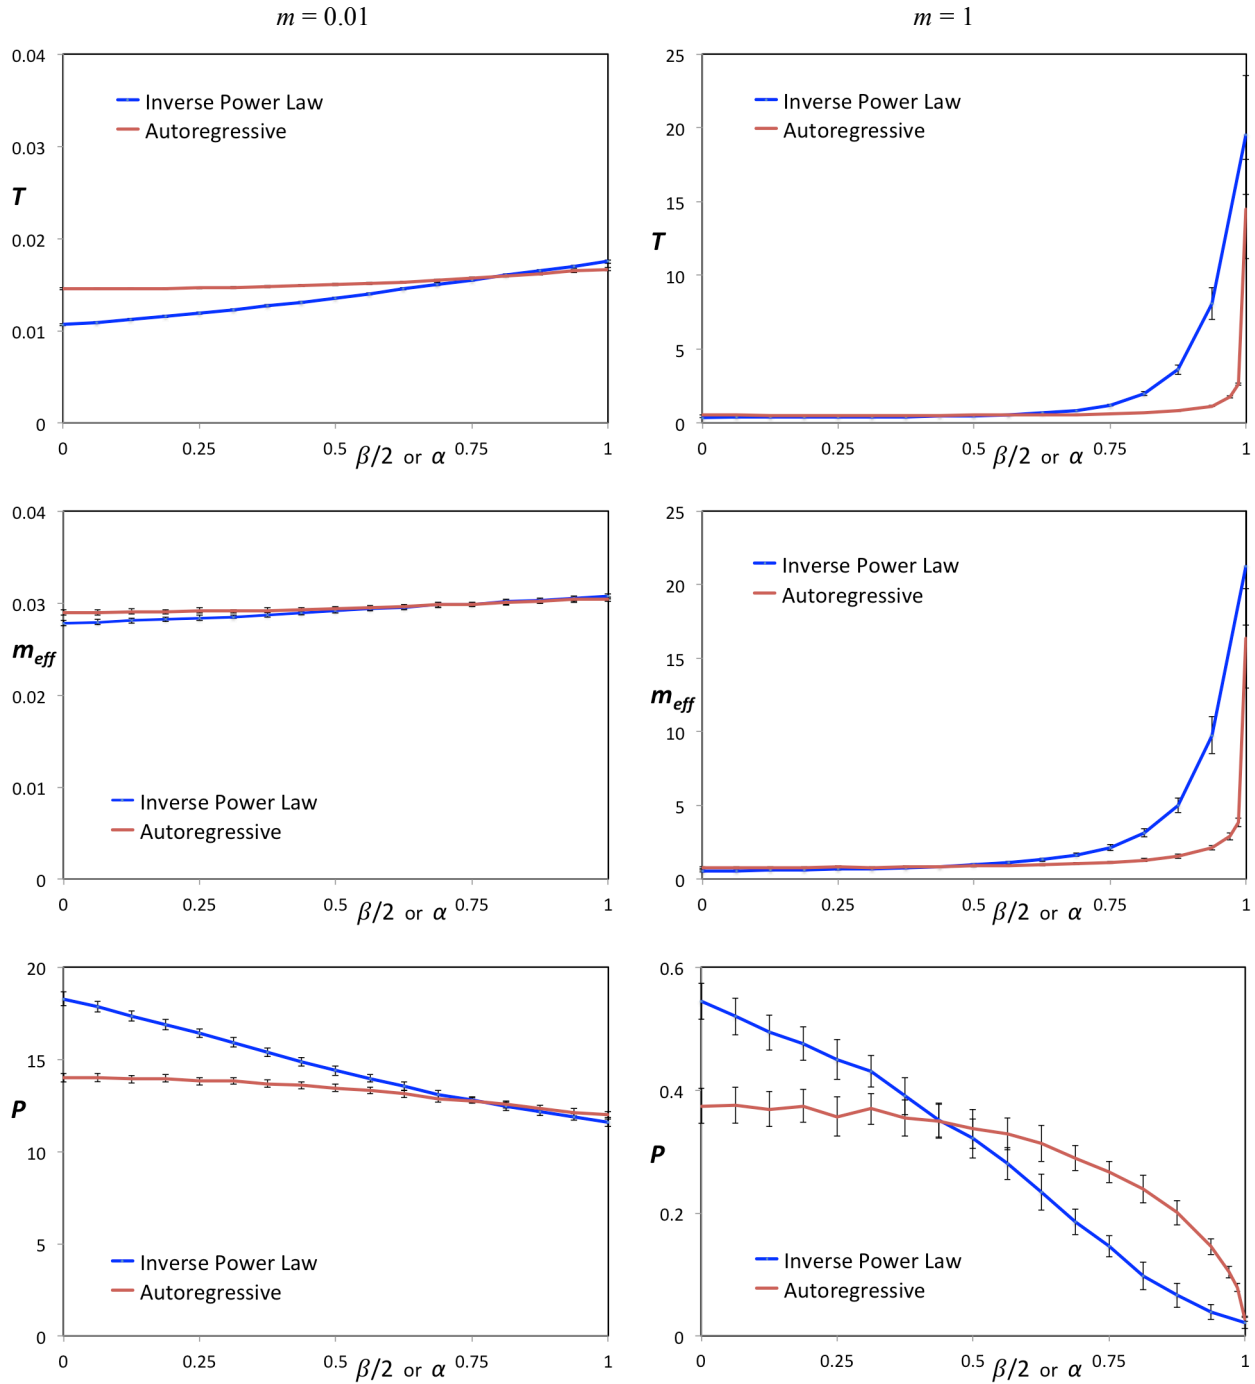 m = 0.01
m = 1
0.04
0.03
0.02
0.01
0
T
Inverse Power Law
Autoregressive
0 0.25 0.5 0.75 1
β/2 or α
25
20
15
10
5
0
T
Inverse Power Law
Autoregressive
0 0.25 0.5 0.75 1
β/2 or α
0.04
0.03
0.02
0.01
0
meff
Inverse Power Law
Autoregressive
0 0.25 0.5 0.75 1
β/2 or α
25
20
15
10
5
0
meff
Inverse Power Law
Autoregressive
0 0.25 0.5 0.75 1
β/2 or α
20
15
10
5
0
P
Inverse Power Law
Autoregressive
0 0.25 0.5 0.75 1
β/2 or α
0.6
0.4
0.2
0
P
Inverse Power Law
Autoregressive
0 0.25 0.5 0.75 1
β/2 or α